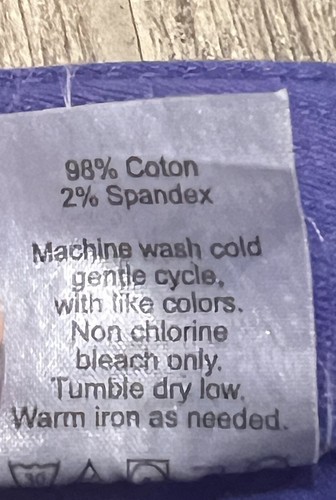 98% Coton
2% Spandex
Machine wash cold
gentle cycle,
with like colors.
Non chlorine
bleach only.
Tumble dry low.
Warm iron as needed.
30